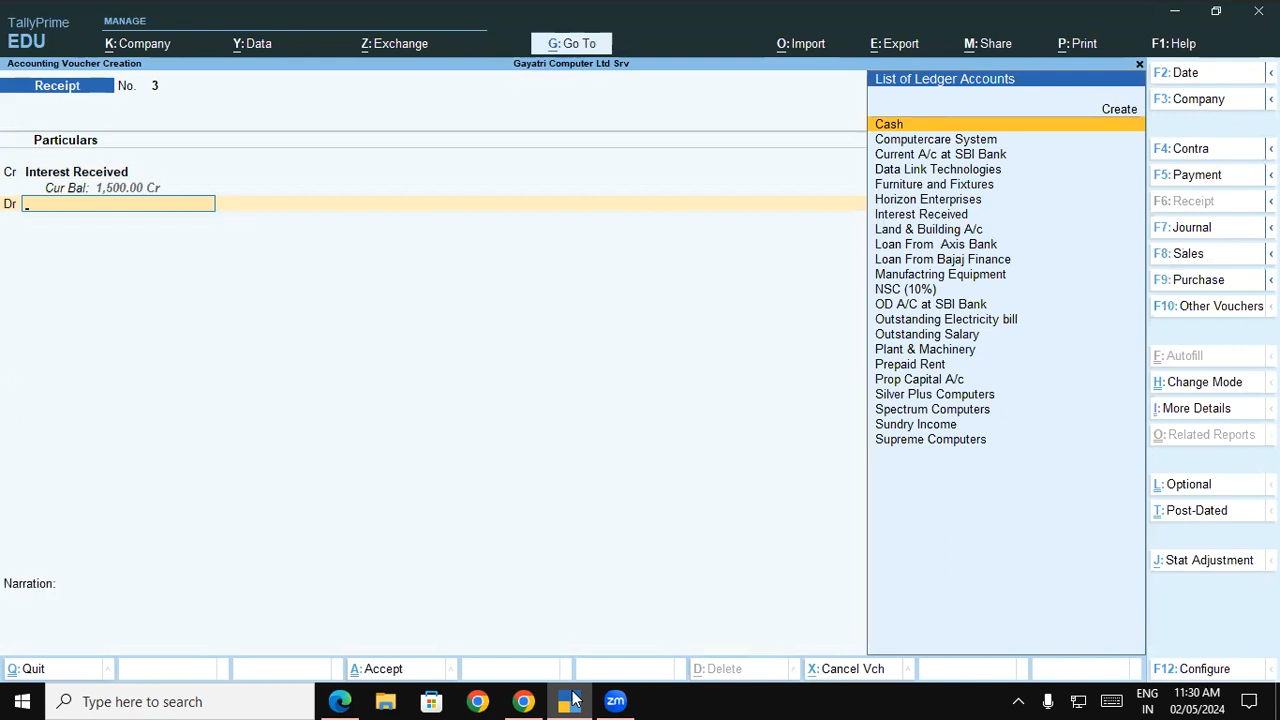 TallyPrime
EDU
MANAGE
K: Company
Y: Data
Z: Exchange
G: Go To
O: Import
E: Export
M: Share
P: Print
F1: Help
Accounting Voucher Creation
Gayatri Computer Ltd Srv
Receipt
No. 3
Particulars
Cr Interest Received
Cur Bal: 1,500.00 Cr
Dr
Narration:
List of Ledger Accounts
Create
Cash
Computercare System
Current A/c at SBI Bank
Data Link Technologies
Furniture and Fixtures
Horizon Enterprises
Interest Received
Land & Building A/c
Loan From Axis Bank
Loan From Bajaj Finance
Manufactring Equipment
NSC (10%)
OD A/C at SBI Bank
Outstanding Electricity bill
Outstanding Salary
Plant & Machinery
Prepaid Rent
Prop Capital A/c
Silver Plus Computers
Spectrum Computers
Sundry Income
Supreme Computers
F2: Date
F3: Company
F4: Contra
F5: Payment
F6: Receipt
F7: Journal
F8: Sales
F9: Purchase
F10: Other Vouchers
F: Autofill
H: Change Mode
I: More Details
O: Related Reports
L: Optional
T: Post-Dated
J: Stat Adjustment
Q: Quit
A: Accept
D: Delete
X: Cancel Vch
F12: Configure
Type here to search
zm
ENG
IN
11:30 AM
02/05/2024